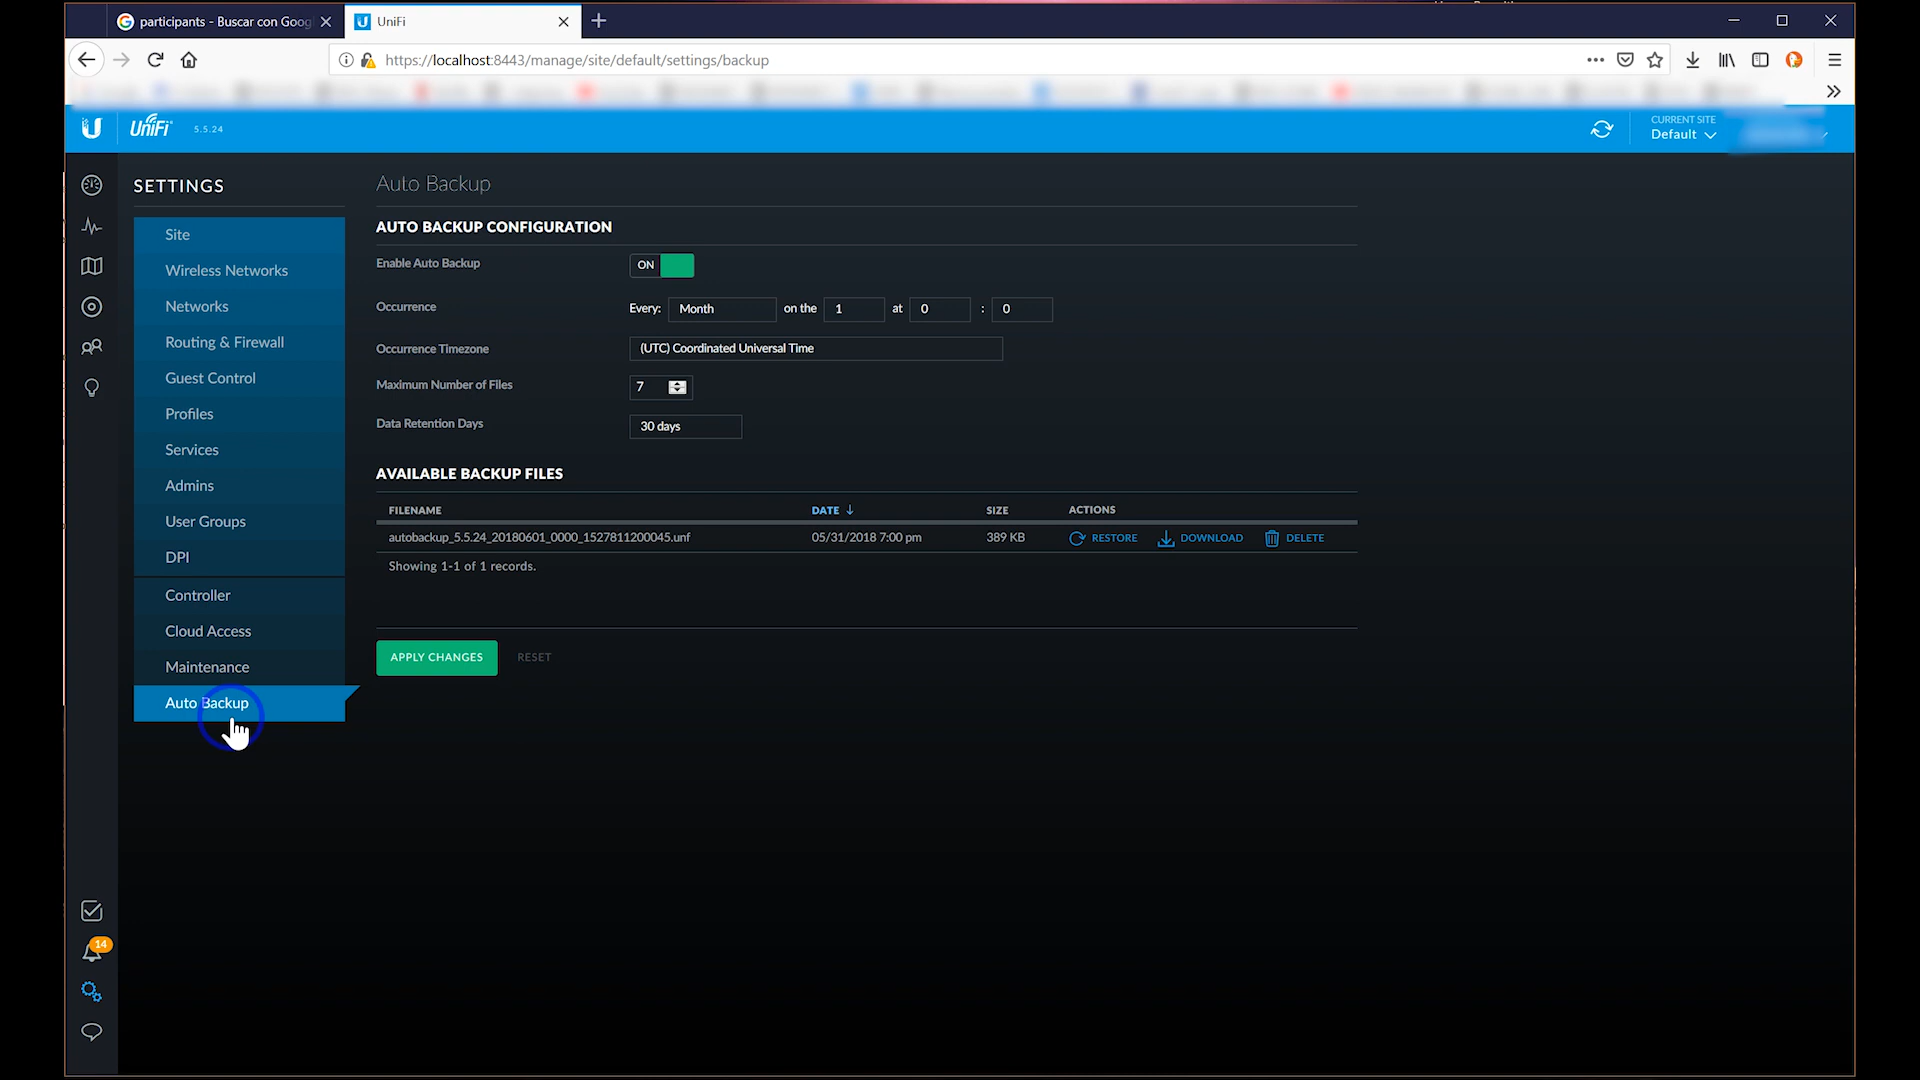 participants - Buscar con Goog
UniFi
https://localhost:8443/manage/site/default/settings/backup
UniFi 5.5.24
CURRENT SITE
Default
SETTINGS
Site
Wireless Networks
Networks
Routing & Firewall
Guest Control
Profiles
Services
Admins
User Groups
DPI
Controller
Cloud Access
Maintenance
Auto Backup
Auto Backup
AUTO BACKUP CONFIGURATION
Enable Auto Backup ON
Occurrence Every: Month on the 1 at 0 : 0
Occurrence Timezone (UTC) Coordinated Universal Time
Maximum Number of Files 7
Data Retention Days 30 days
AVAILABLE BACKUP FILES
FILENAME DATE ↓ SIZE ACTIONS
autobackup_5.5.24_20180601_0000_1527811200045.unf 05/31/2018 7:00 pm 389 KB RESTORE DOWNLOAD DELETE
Showing 1-1 of 1 records.
APPLY CHANGES RESET
14